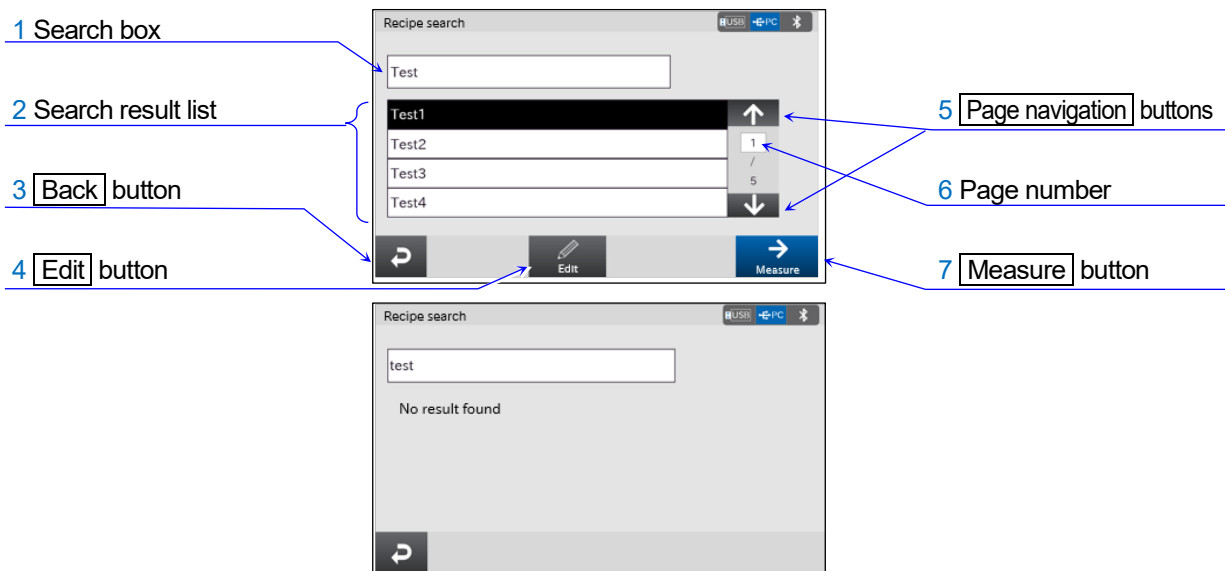 1 Search box
2 Search result list
3 Back button
4 Edit button
Recipe search
USB PC
Test
Test1
Test2
Test3
Test4
1
/
5
Edit
Measure
5 Page navigation buttons
6 Page number
7 Measure button
Recipe search
USB PC
test
No result found